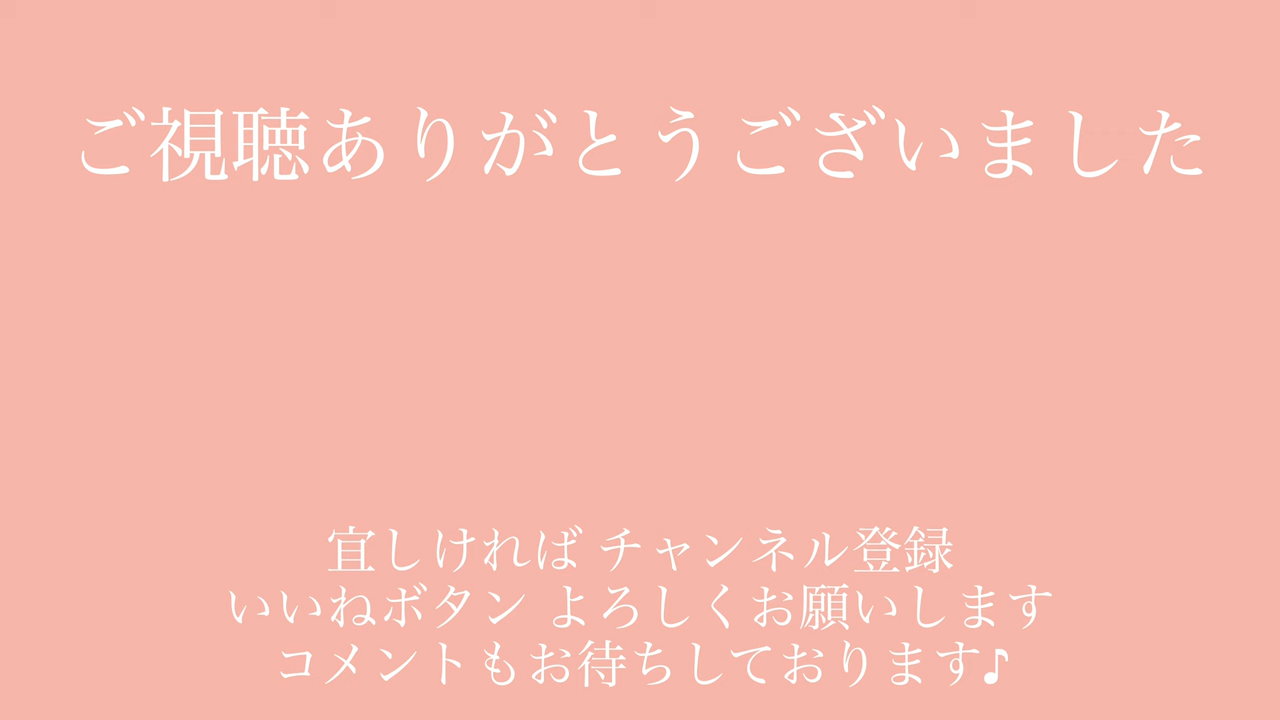 ご視聴ありがとうございました
宜しければ チャンネル登録
いいねボタン よろしくお願いします
コメントもお待ちしております♪